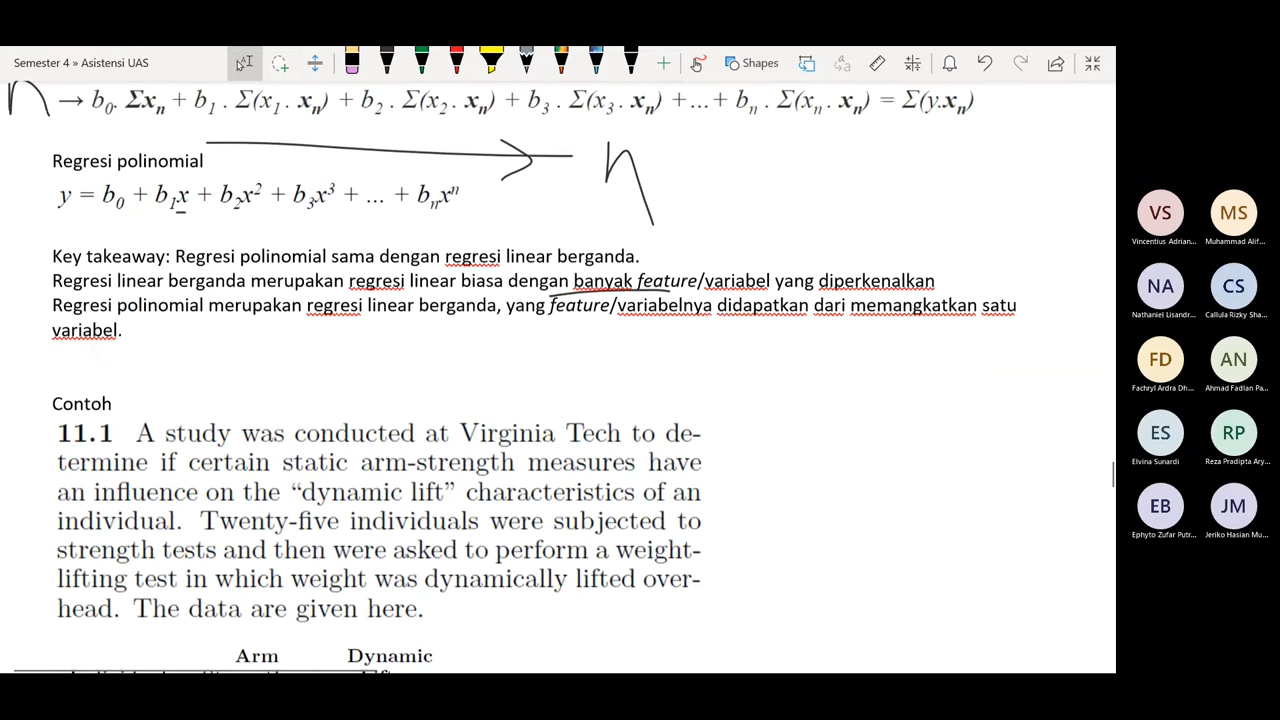 Semester 4 » Asistensi UAS
Shapes
n → b₀. Σxₙ + b₁ . Σ(x₁ . xₙ) + b₂ . Σ(x₂ . xₙ) + b₃ . Σ(x₃ . xₙ) +...+ bₙ . Σ(xₙ . xₙ) = Σ(y.xₙ)
Regresi polinomial
n
y = b₀ + b₁x + b₂x² + b₃x³ + ... + bₙxⁿ
Key takeaway: Regresi polinomial sama dengan regresi linear berganda.
Regresi linear berganda merupakan regresi linear biasa dengan banyak feature/variabel yang diperkenalkan
Regresi polinomial merupakan regresi linear berganda, yang feature/variabelnya didapatkan dari memangkatkan satu
variabel.
Contoh
11.1 A study was conducted at Virginia Tech to de-
termine if certain static arm-strength measures have
an influence on the “dynamic lift” characteristics of an
individual. Twenty-five individuals were subjected to
strength tests and then were asked to perform a weight-
lifting test in which weight was dynamically lifted over-
head. The data are given here.
Arm Dynamic
VS MS
Vincentius Adrian... Muhammad Alif...
NA CS
Nathaniel Lisandr... Callula Rizky Sha...
FD AN
Fachryl Ardra Dh... Ahmad Fadlan Pa...
ES RP
Elvina Sunardi Reza Pradipta Ary...
EB JM
Ephyto Zufar Putr... Jeriko Hasian Mu...